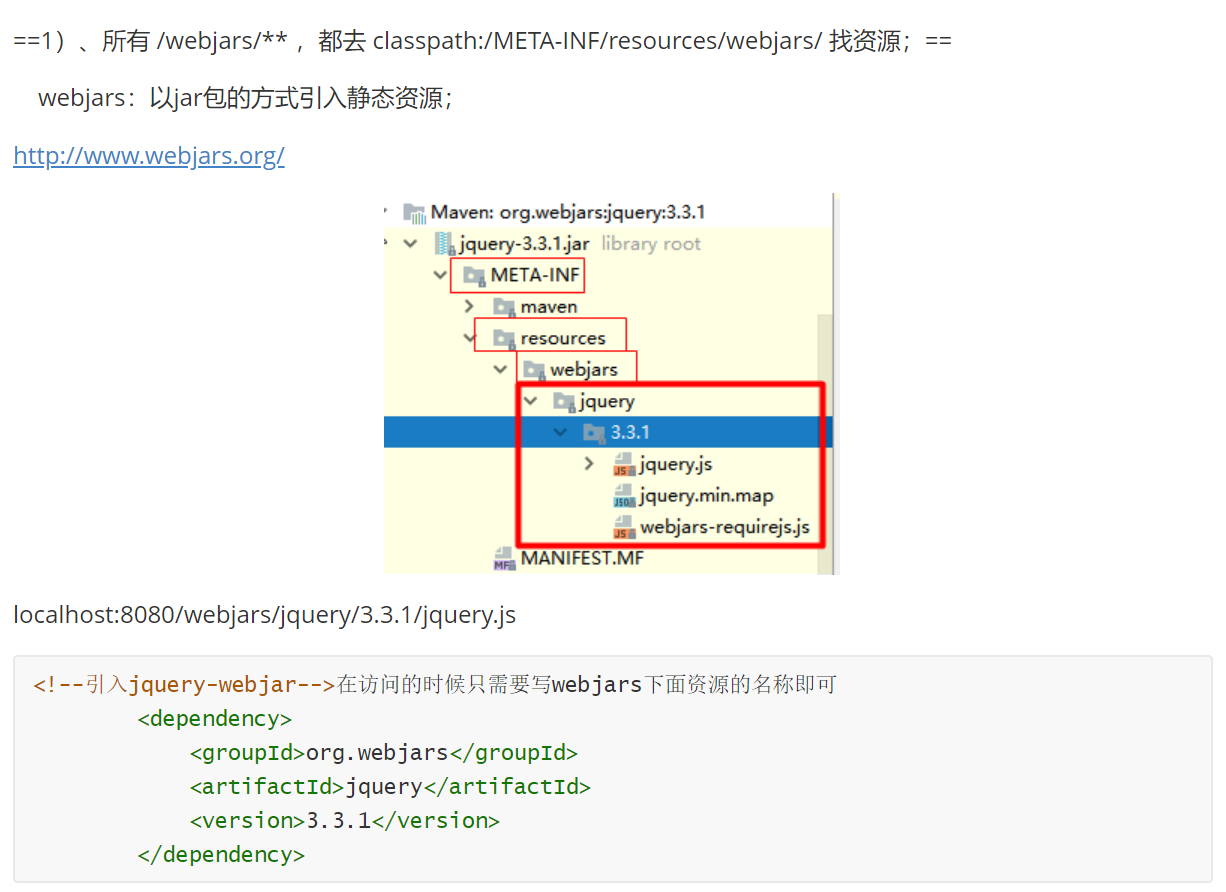 ==1）、所有 /webjars/** ，都去 classpath:/META-INF/resources/webjars/ 找资源；==
webjars：以jar包的方式引入静态资源；
http://www.webjars.org/
Maven: org.webjars:jquery:3.3.1
jquery-3.3.1.jar library root
META-INF
maven
resources
webjars
jquery
3.3.1
jquery.js
jquery.min.map
webjars-requirejs.js
MANIFEST.MF
localhost:8080/webjars/jquery/3.3.1/jquery.js
<!--引入jquery-webjar-->在访问的时候只需要写webjars下面资源的名称即可
<dependency>
<groupId>org.webjars</groupId>
<artifactId>jquery</artifactId>
<version>3.3.1</version>
</dependency>